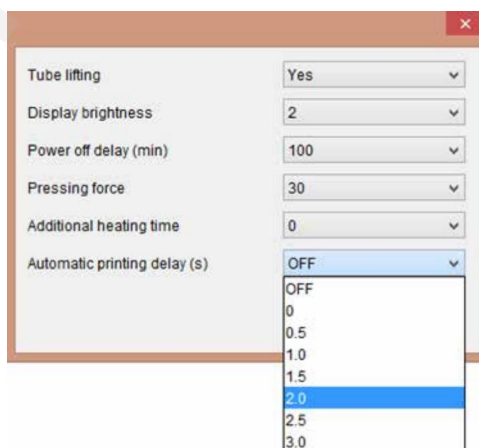 Tube lifting Yes
Display brightness 2
Power off delay (min) 100
Pressing force 30
Additional heating time 0
Automatic printing delay (s) OFF
OFF
0
0.5
1.0
1.5
2.0
2.5
3.0